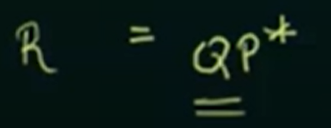 R = QP*